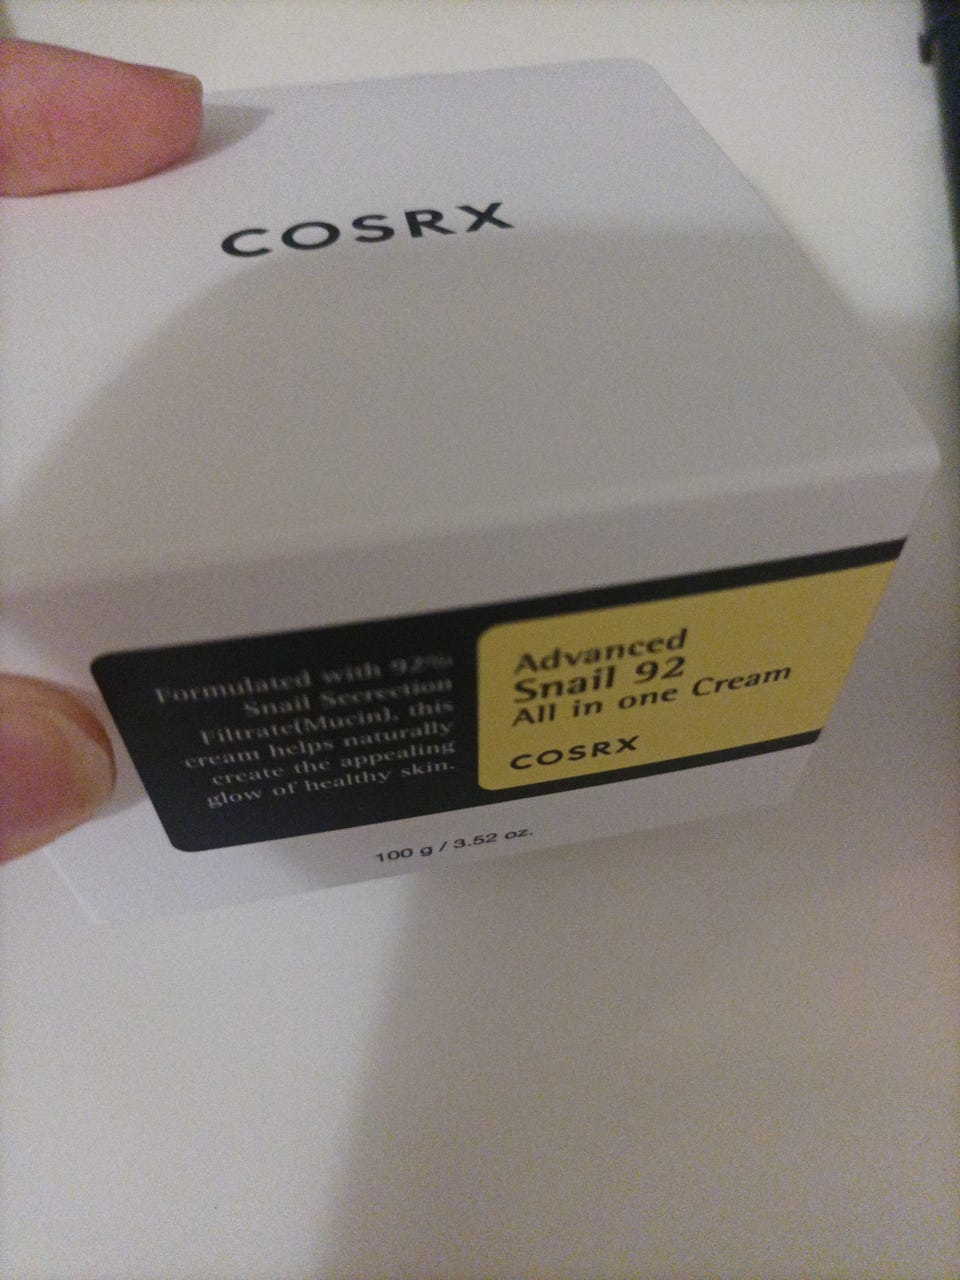 COSRX
Formulated with 92%
Snail Secrection
Filtrate(Mucin), this
cream helps naturally
create the appealing
glow of healthy skin.
Advanced
Snail 92
All in one Cream
COSRX
100 g / 3.52 oz.